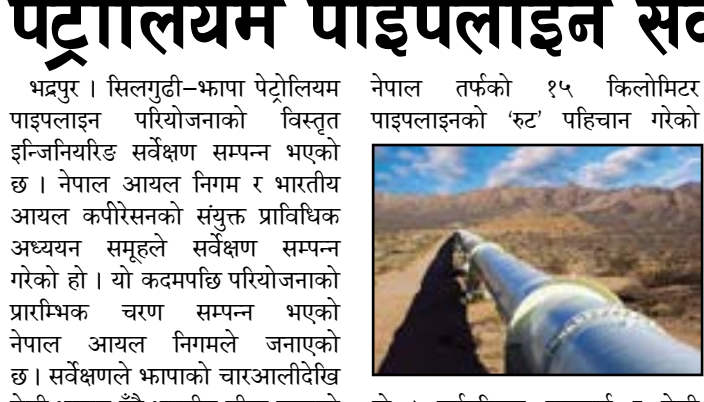 पेट्रोलियम पाइपलाइन
भद्रपुर । सिलगुढी–झापा पेट्रोलियम
पाइपलाइन परियोजनाको विस्तृत
इन्जिनियरिङ सर्वेक्षण सम्पन्न भएको
छ । नेपाल आयल निगम र भारतीय
आयल कर्पोरेसनको संयुक्त प्राविधिक
अध्ययन समूहले सर्वेक्षण सम्पन्न
गरेको हो । यो कदमपछि परियोजनाको
प्रारम्भिक चरण सम्पन्न भएको
नेपाल आयल निगमले जनाएको
छ । सर्वेक्षणले झापाको चारआलीदेखि
नेपाल तर्फको १५ किलोमिटर
पाइपलाइनको ‘रुट’ पहिचान गरेको